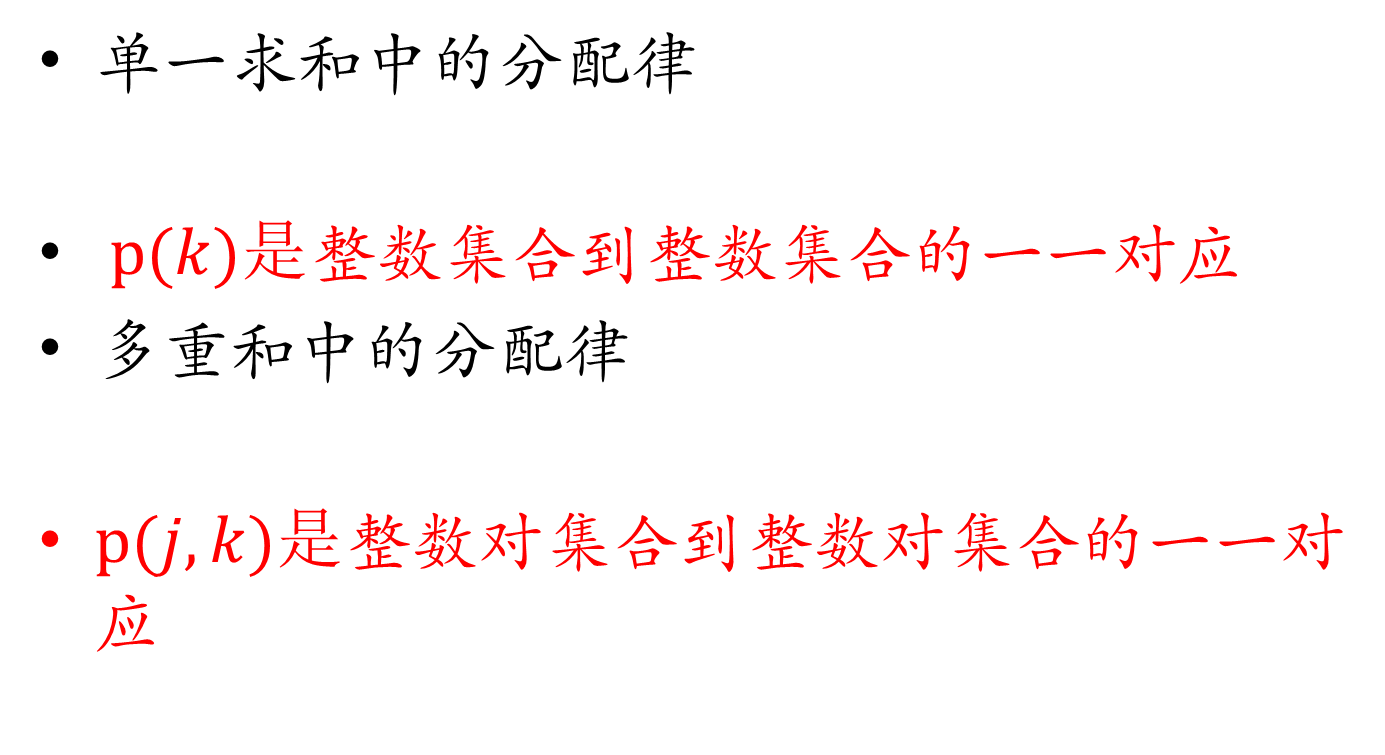 • 单一求和中的分配律
• p(k)是整数集合到整数集合的一一对应
• 多重和中的分配律
• p(j,k)是整数对集合到整数对集合的一一对
应